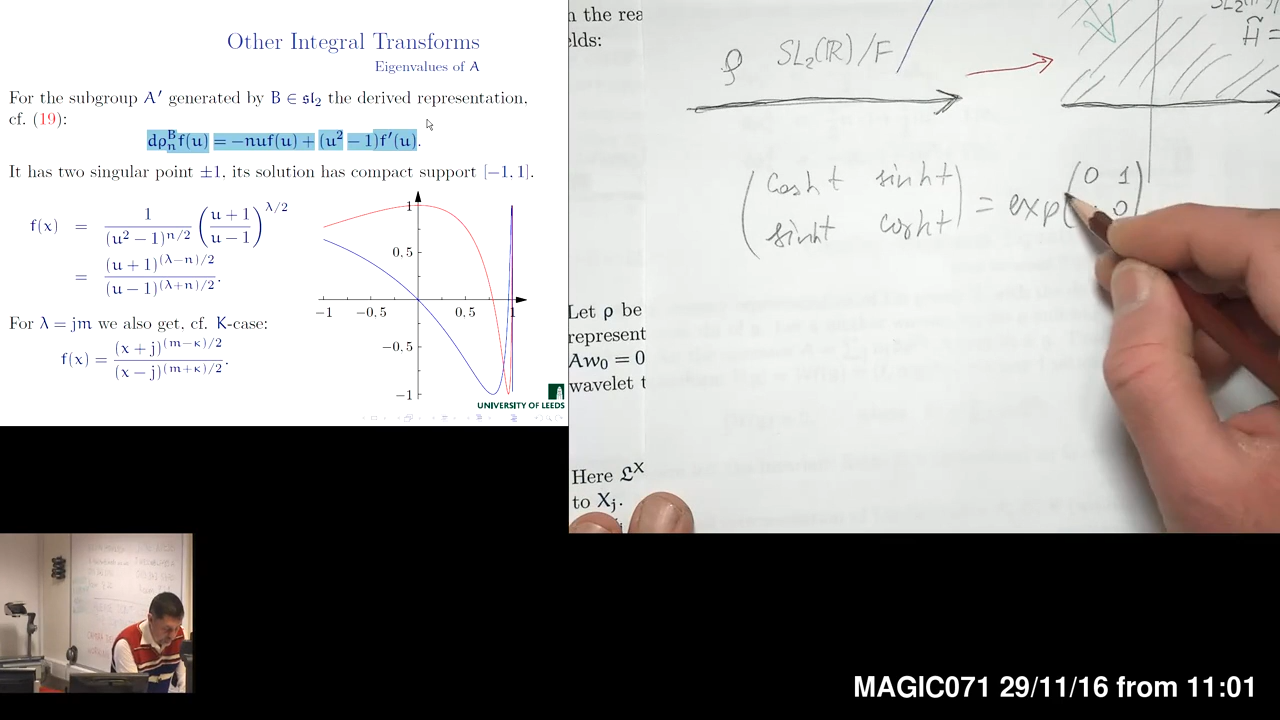 Other Integral Transforms
Eigenvalues of A
For the subgroup A′ generated by B ∈ 𝔰𝔩₂ the derived representation,
cf. (19):
dρₙᴮf(u) = −nuf(u) + (u² − 1)f′(u).
It has two singular point ±1, its solution has compact support [−1, 1].
f(x) = 1/(u² − 1)^{n/2} ((u + 1)/(u − 1))^{λ/2}
= (u + 1)^{(λ−n)/2}/(u − 1)^{(λ+n)/2}.
For λ = jm we also get, cf. K-case:
f(x) = (x + j)^{(m−κ)/2}/(x − j)^{(m+κ)/2}.
1
0.5
−1 −0.5 0.5 1
−0.5
−1
UNIVERSITY OF LEEDS
n the rea
elds:
Let ρ be
represent
Aw₀ = 0
wavelet t
Here 𝔏ˣ
to Xⱼ.
ρ SL₂(ℝ)/F
H̃ =
cosh t sinh t
sinh t cosh t
= exp
0 1
0
MAGIC071 29/11/16 from 11:01